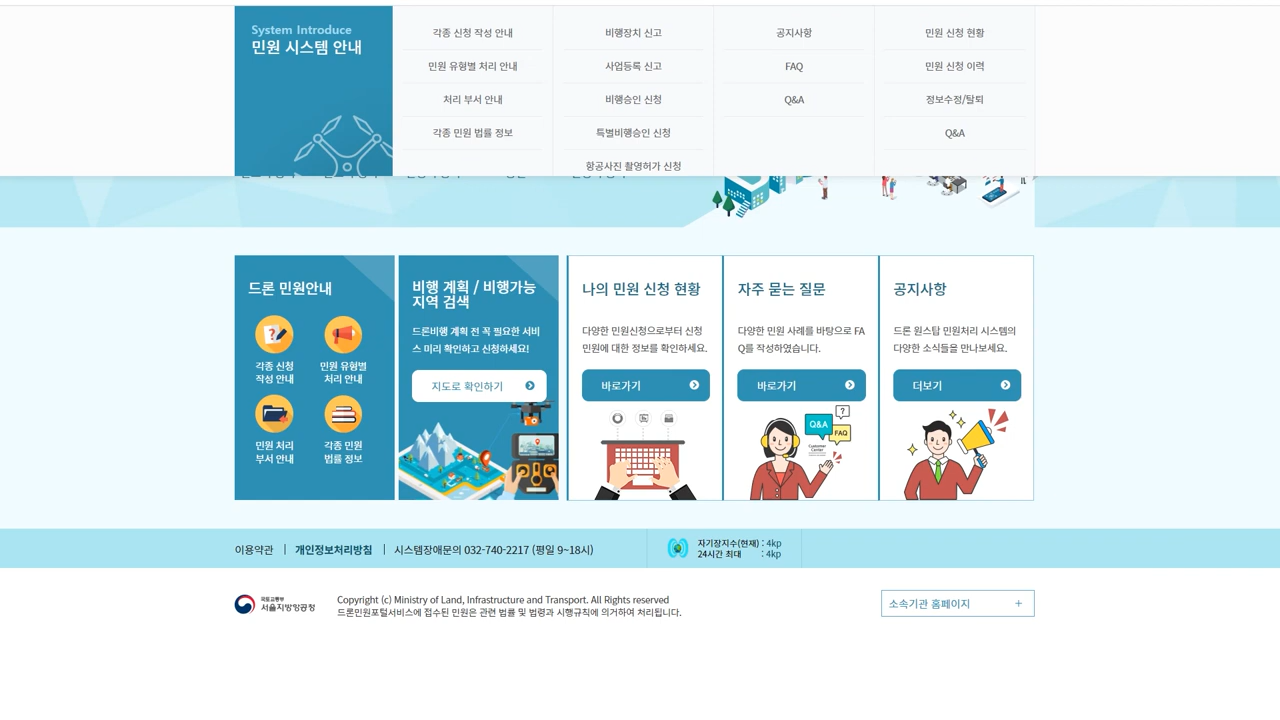 System Introduce
민원 시스템 안내
각종 신청 작성 안내
민원 유형별 처리 안내
처리 부서 안내
각종 민원 법률 정보
비행장치 신고
사업등록 신고
비행승인 신청
특별비행승인 신청
항공사진 촬영허가 신청
공지사항
FAQ
Q&A
민원 신청 현황
민원 신청 이력
정보수정/탈퇴
Q&A
드론 민원안내
각종 신청
작성 안내
민원 유형별
처리 안내
민원 처리
부서 안내
각종 민원
법률 정보
비행 계획 / 비행가능
지역 검색
드론비행 계획 전 꼭 필요한 서비
스 미리 확인하고 신청하세요!
지도로 확인하기
나의 민원 신청 현황
다양한 민원신청으로부터 신청
민원에 대한 정보를 확인하세요.
바로가기
자주 묻는 질문
다양한 민원 사례를 바탕으로 FA
Q를 작성하였습니다.
바로가기
?
Q&A
FAQ
Customer
Center
공지사항
드론 원스탑 민원처리 시스템의
다양한 소식들을 만나보세요.
더보기
이용약관 | 개인정보처리방침 | 시스템장애문의 032-740-2217 (평일 9~18시)
자기장지수(현재) : 4kp
24시간 최대 : 4kp
국토교통부
서울지방항공청
Copyright (c) Ministry of Land, Infrastructure and Transport. All Rights reserved
드론민원포털서비스에 접수된 민원은 관련 법률 및 법령과 시행규칙에 의거하여 처리됩니다.
소속기관 홈페이지 +